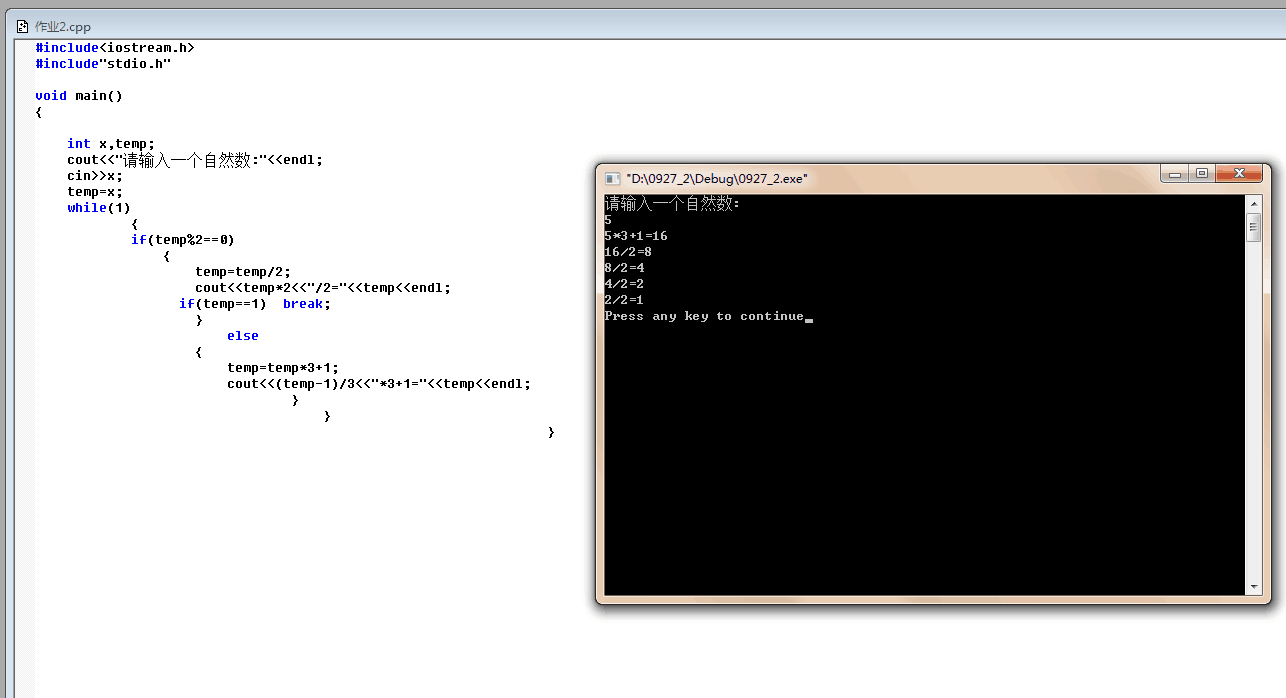 作业2.cpp
#include<iostream.h>
#include"stdio.h"
void main()
{
int x,temp;
cout<<"请输入一个自然数:"<<endl;
cin>>x;
temp=x;
while(1)
{
if(temp%2==0)
{
temp=temp/2;
cout<<temp*2<<"/2="<<temp<<endl;
if(temp==1)  break;
}
else
{
temp=temp*3+1;
cout<<(temp-1)/3<<"*3+1="<<temp<<endl;
}
}
}
"D:\0927_2\Debug\0927_2.exe"
请输入一个自然数:
5
5*3+1=16
16/2=8
8/2=4
4/2=2
2/2=1
Press any key to continue_